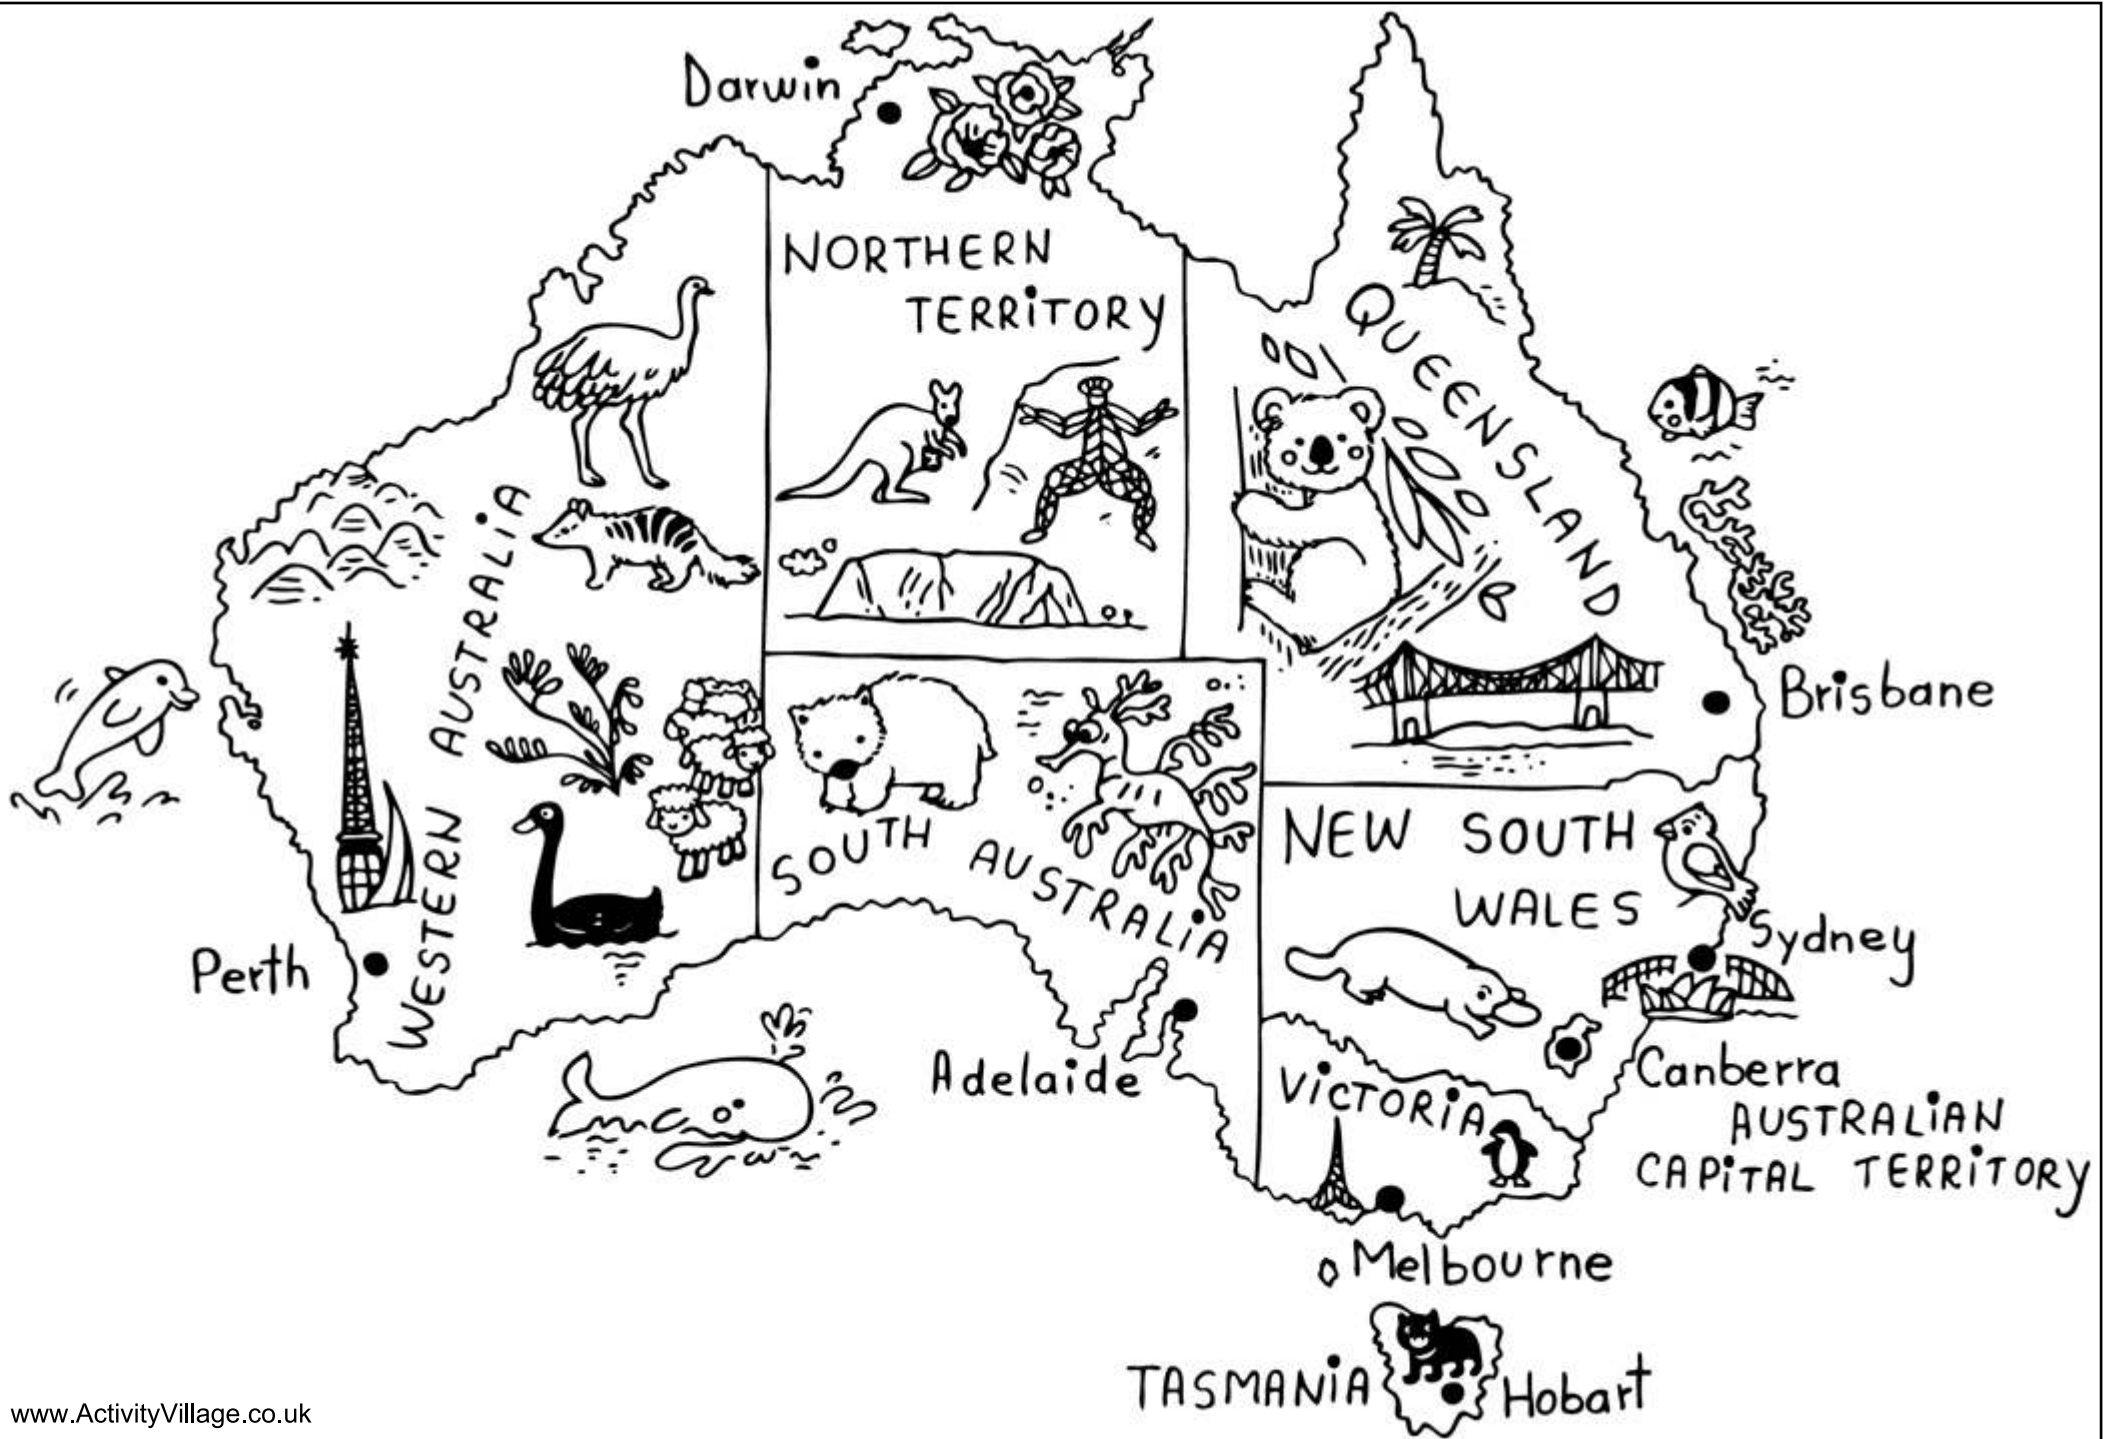 Darwin
NORTHERN
TERRiTORY
QUEENSLAND
WESTERN AUSTRALiA
Brisbane
SOUTH AUSTRALiA
NEW SOUTH
WALES
Sydney
Perth
Adelaide
Canberra
AUSTRALiAN
CAPiTAL TERRiTORY
ViCTORiA
Melbourne
TASMANiA
Hobart
www.ActivityVillage.co.uk